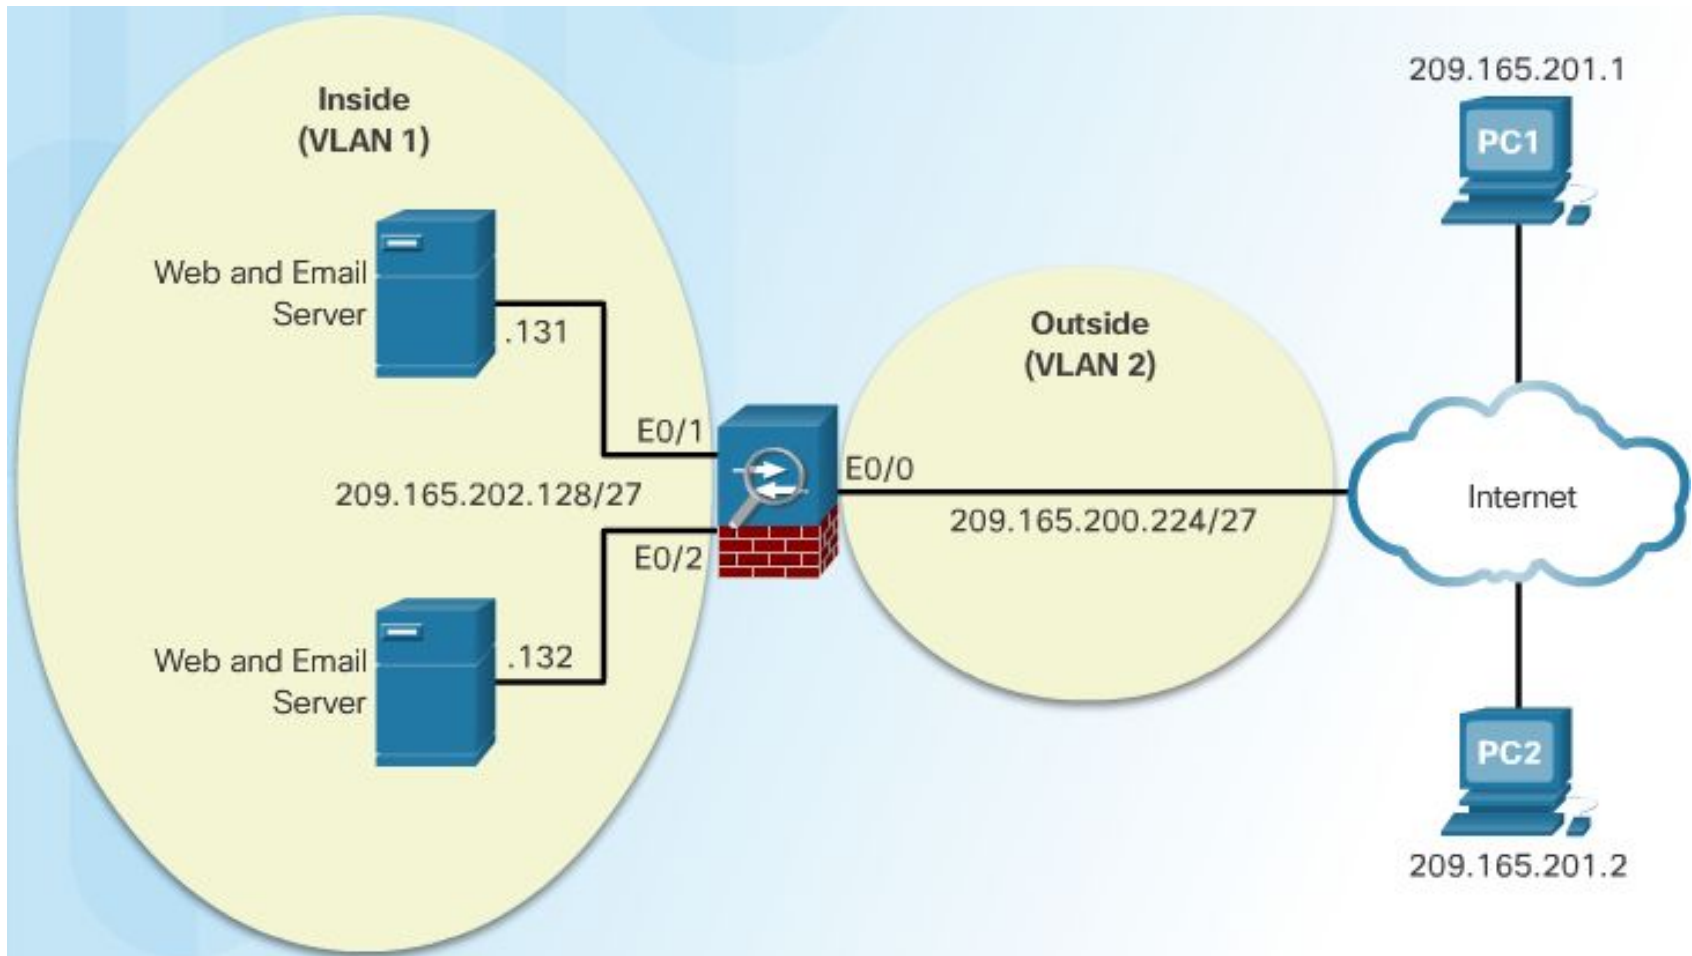 Inside
(VLAN 1)
Web and Email
Server
.131
E0/1
209.165.202.128/27
E0/2
Web and Email
Server
.132
Outside
(VLAN 2)
E0/0
209.165.200.224/27
209.165.201.1
PC1
Internet
PC2
209.165.201.2